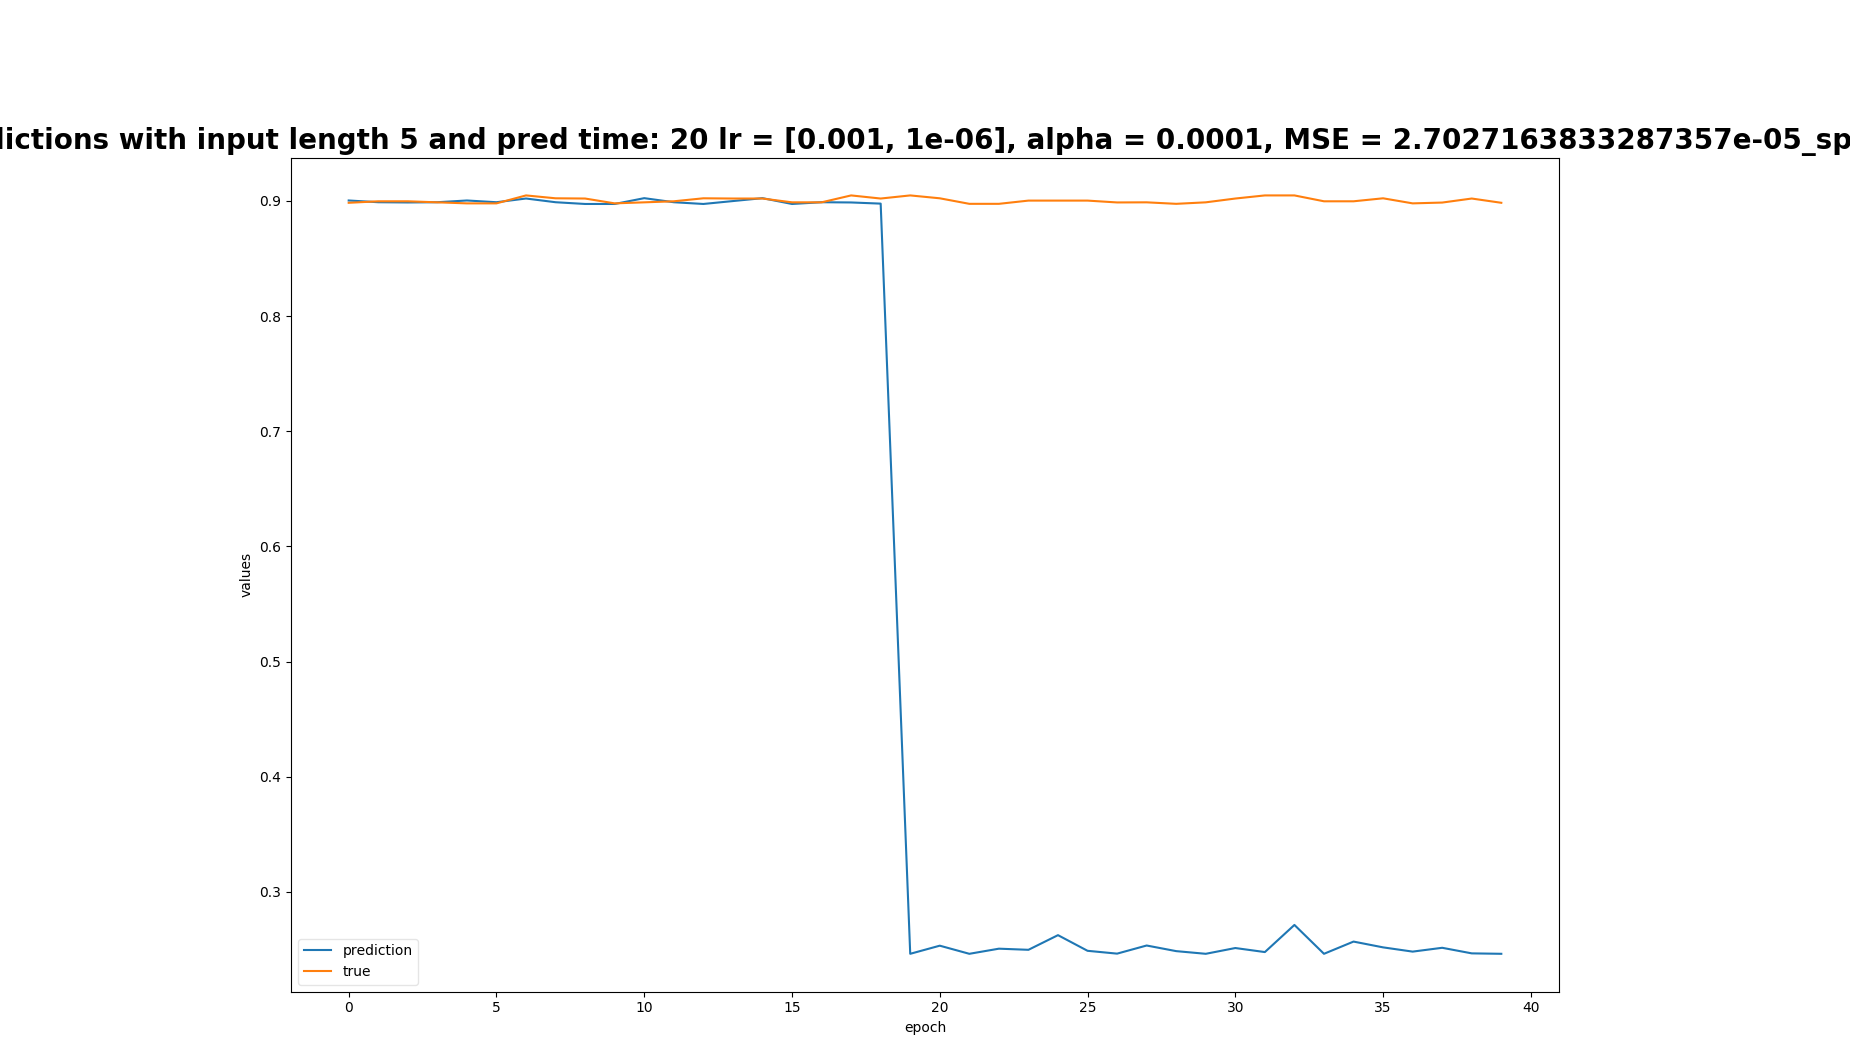 with input length 5 and pred time: 20 lr = [0.001, 1e-06], alpha = 0.0001, MSE = 2.7027163833287357e-05_sp
0.9
0.8
0.7
0.6
0.5
0.4
0.3
values
prediction
true
0 5 10 15 20 25 30 35 40
epoch